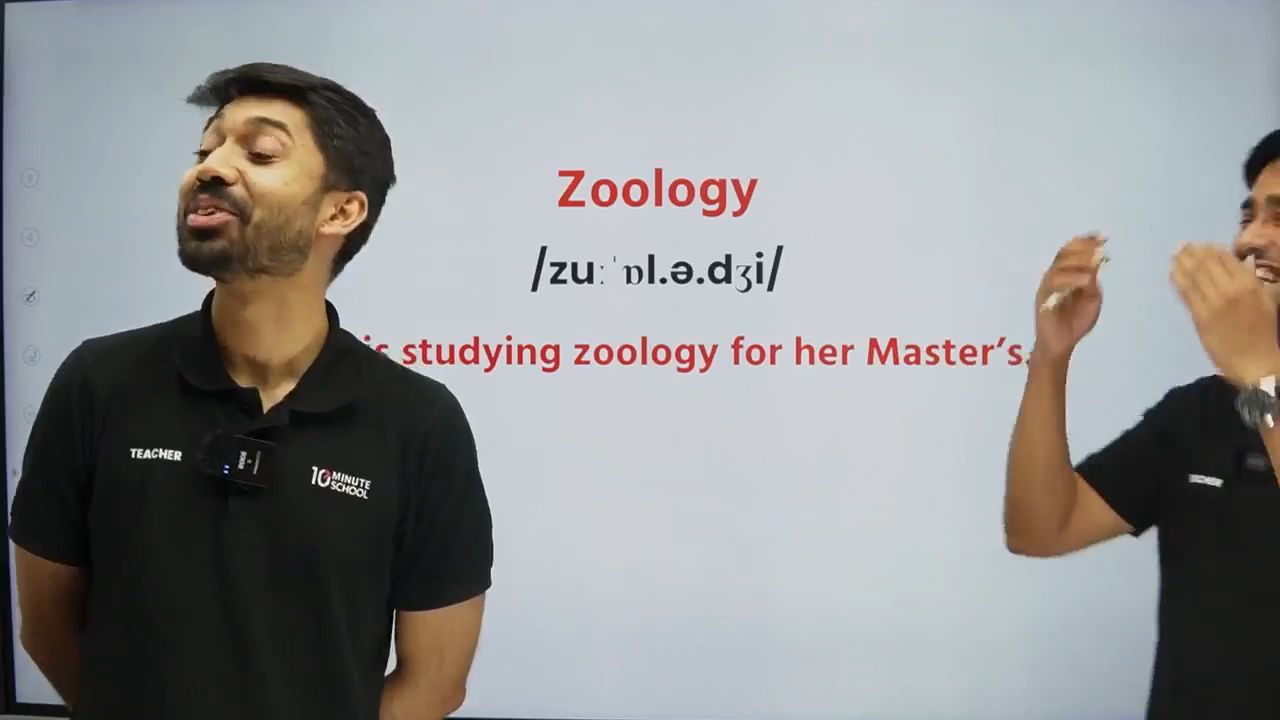 Zoology
/zuːˈɒl.ə.dʒi/
is studying zoology for her Master’s.
TEACHER
10 MINUTE
SCHOOL